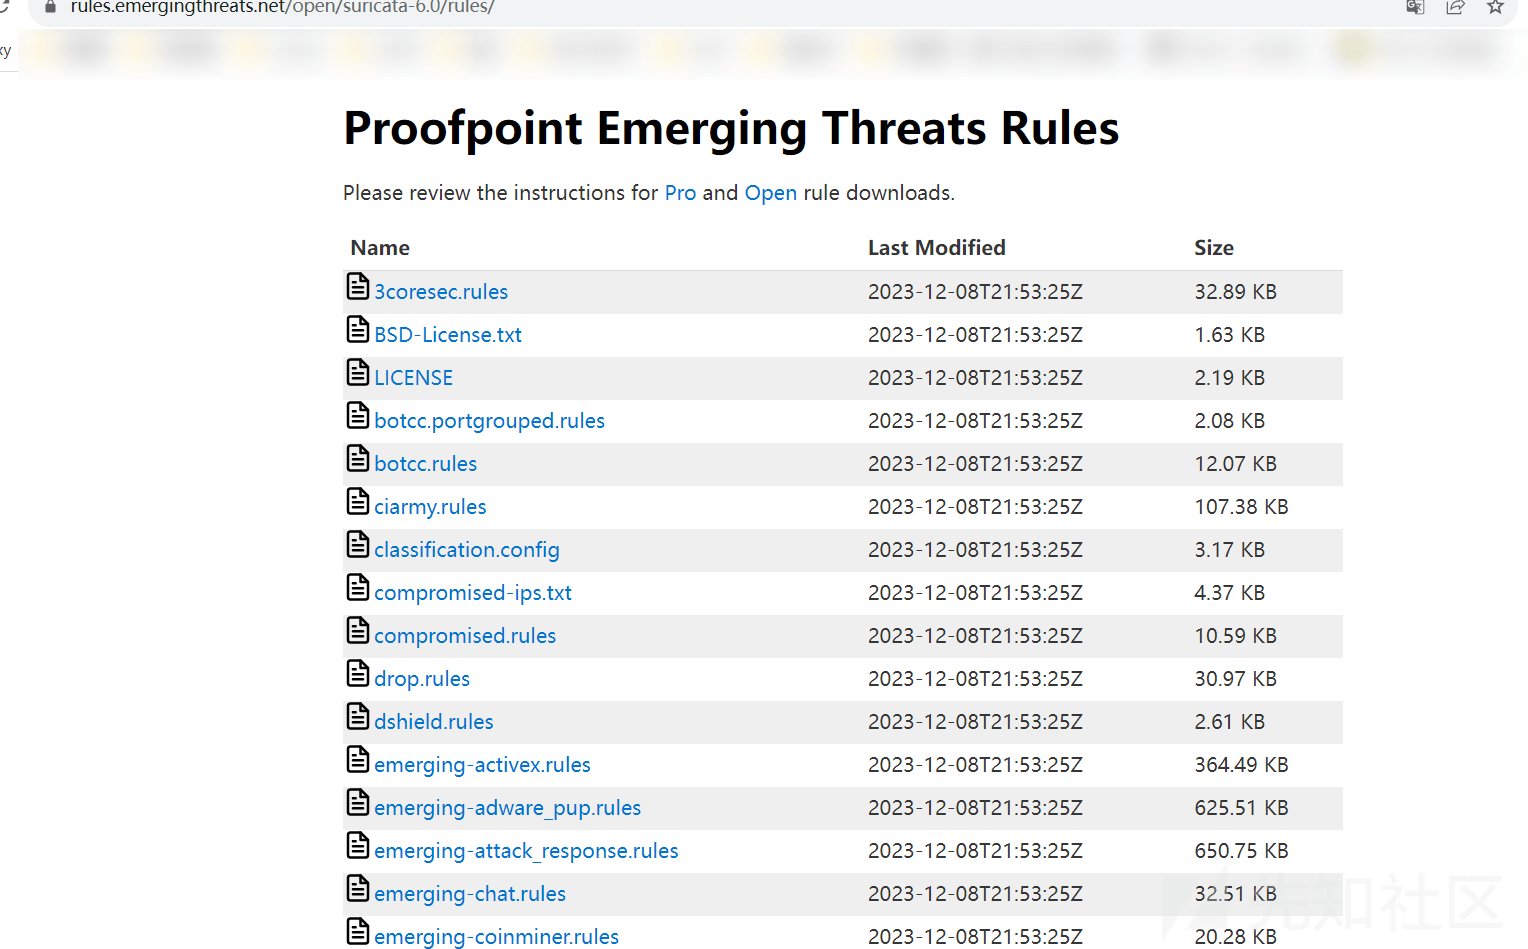 rules.emergingthreats.net/open/suricata-6.0/rules/
xy
Proofpoint Emerging Threats Rules
Please review the instructions for Pro and Open rule downloads.
Name Last Modified Size
3coresec.rules 2023-12-08T21:53:25Z 32.89 KB
BSD-License.txt 2023-12-08T21:53:25Z 1.63 KB
LICENSE 2023-12-08T21:53:25Z 2.19 KB
botcc.portgrouped.rules 2023-12-08T21:53:25Z 2.08 KB
botcc.rules 2023-12-08T21:53:25Z 12.07 KB
ciarmy.rules 2023-12-08T21:53:25Z 107.38 KB
classification.config 2023-12-08T21:53:25Z 3.17 KB
compromised-ips.txt 2023-12-08T21:53:25Z 4.37 KB
compromised.rules 2023-12-08T21:53:25Z 10.59 KB
drop.rules 2023-12-08T21:53:25Z 30.97 KB
dshield.rules 2023-12-08T21:53:25Z 2.61 KB
emerging-activex.rules 2023-12-08T21:53:25Z 364.49 KB
emerging-adware_pup.rules 2023-12-08T21:53:25Z 625.51 KB
emerging-attack_response.rules 2023-12-08T21:53:25Z 650.75 KB
emerging-chat.rules 2023-12-08T21:53:25Z 32.51 KB
先知社区
emerging-coinminer.rules 2023-12-08T21:53:25Z 20.28 KB